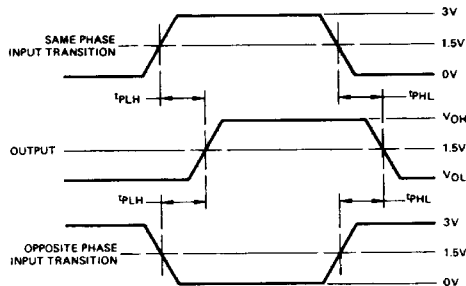 3V
SAME PHASE
INPUT TRANSITION
1.5V
0V
tPLH
tPHL
VOH
OUTPUT
1.5V
VOL
tPLH
tPHL
3V
OPPOSITE PHASE
INPUT TRANSITION
1.5V
0V